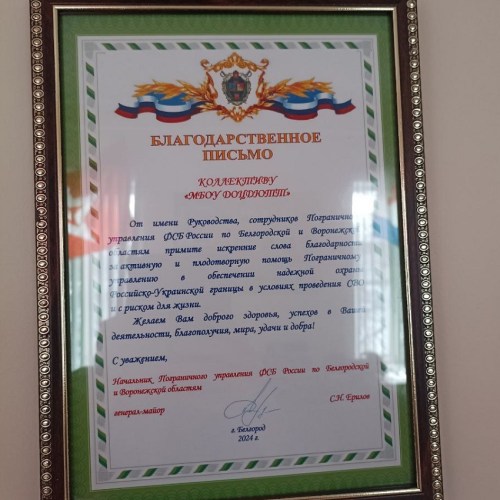 БЛАГОДАРСТВЕННОЕ
ПИСЬМО
КОЛЛЕКТИВУ
«МБОУ ФОЦДЮТТ»
От имени Руководства, сотрудников Пограничного
управления ФСБ России по Белгородской и Воронежской
областям примите искренние слова благодарности
за активную и плодотворную помощь Пограничному
управлению в обеспечении надежной охраны
Российско-Украинской границы в условиях проведения СВО
и с риском для жизни.
Желаем Вам доброго здоровья, успехов в Вашей
деятельности, благополучия, мира, удачи и добра!
С уважением,
Начальник Пограничного управления ФСБ России по Белгородской
и Воронежской областям
генерал-майор С.Н. Ершов
г. Белгород
2024 г.